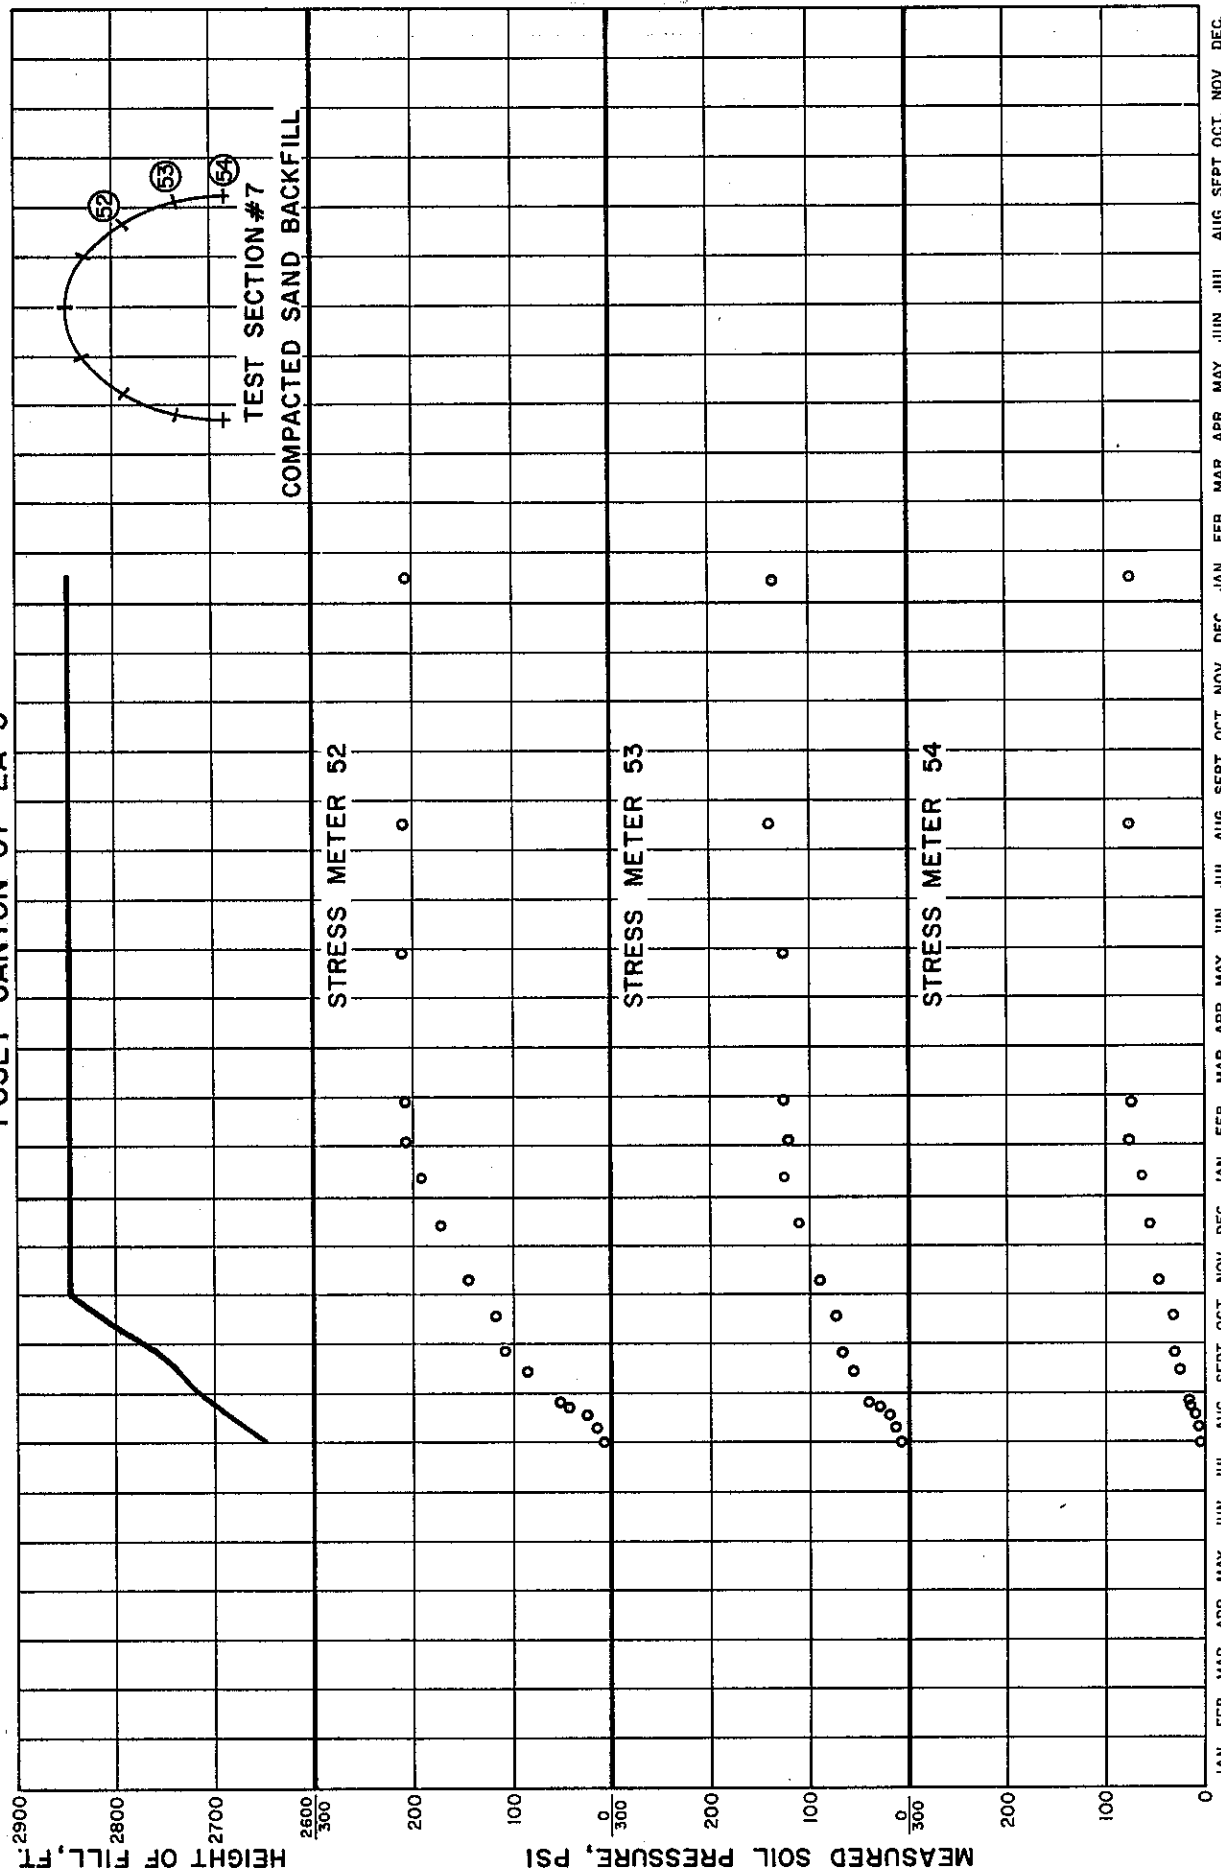 HEIGHT OF FILL, FT.
2900
2800
2700
2600
TEST SECTION #7
COMPACTED SAND BACKFILL
52
53
54
MEASURED SOIL PRESSURE, PSI
300
200
100
0
STRESS METER 52
300
200
100
0
STRESS METER 53
300
200
100
0
STRESS METER 54
JAN FEB MAR APR MAY JUN JUL AUG SEPT OCT NOV DEC JAN FEB MAR APR MAY JUN JUL AUG SEPT OCT NOV DEC JAN FEB MAR APR MAY JUN JUL AUG SEPT OCT NOV DEC